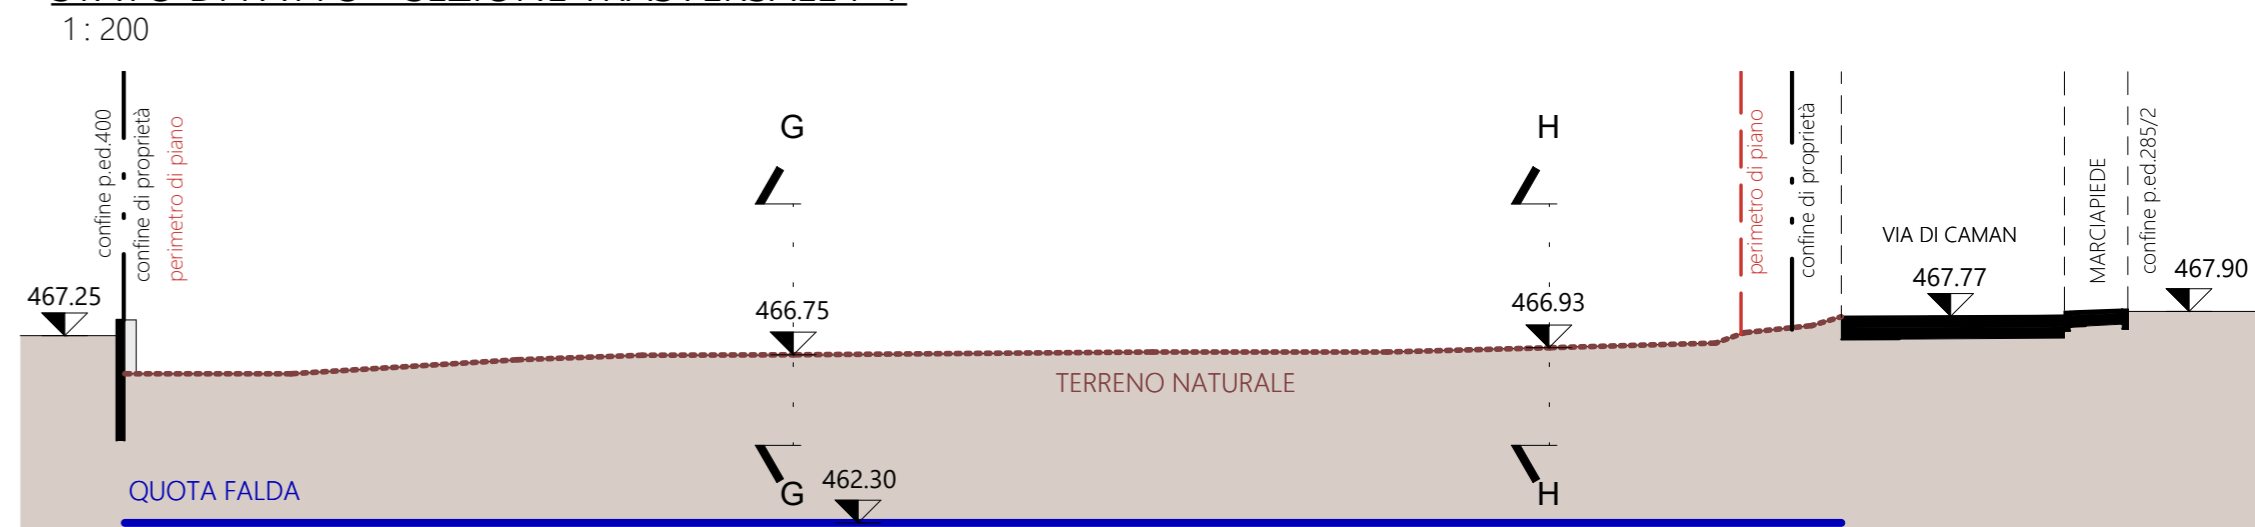 1 : 200
confine p.ed.400
confine di proprietà
perimetro di piano
G
H
perimetro di piano
confine di proprietà
VIA DI CAMAN
MARCIAPIEDE
confine p.ed.285/2
467.25
466.75
466.93
467.77
467.90
TERRENO NATURALE
QUOTA FALDA
462.30
G
H